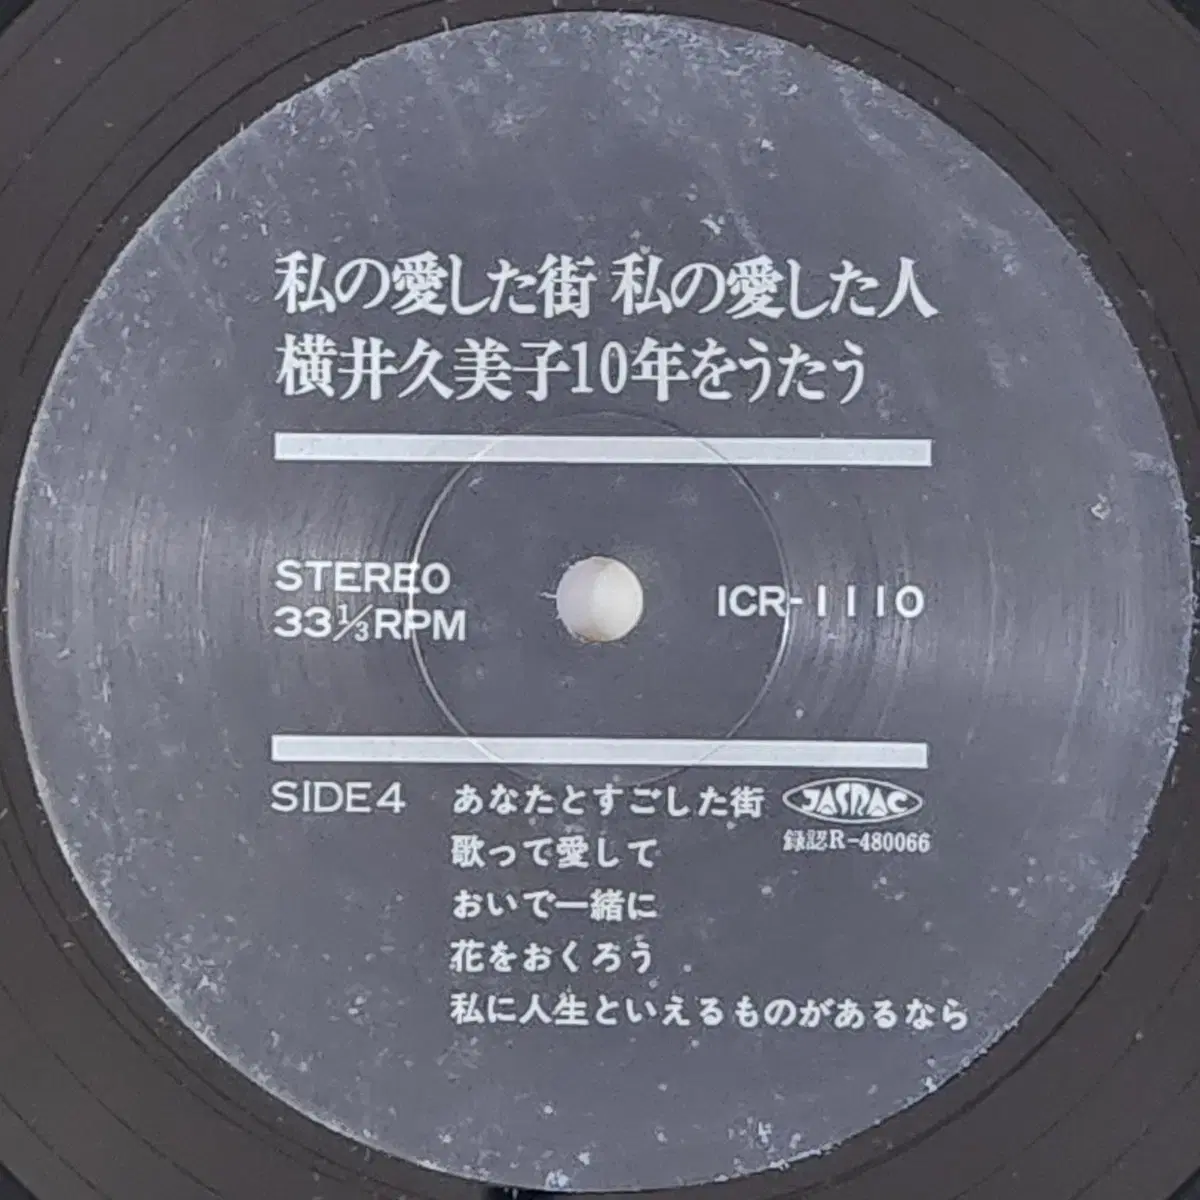 私の愛した街 私の愛した人
横井久美子10年をうたう
STEREO
33⅓RPM
ICR-1110
SIDE4
あなたとすごした街
JASRAC
録認R-480066
歌って愛して
おいで一緒に
花をおくろう
私に人生といえるものがあるなら